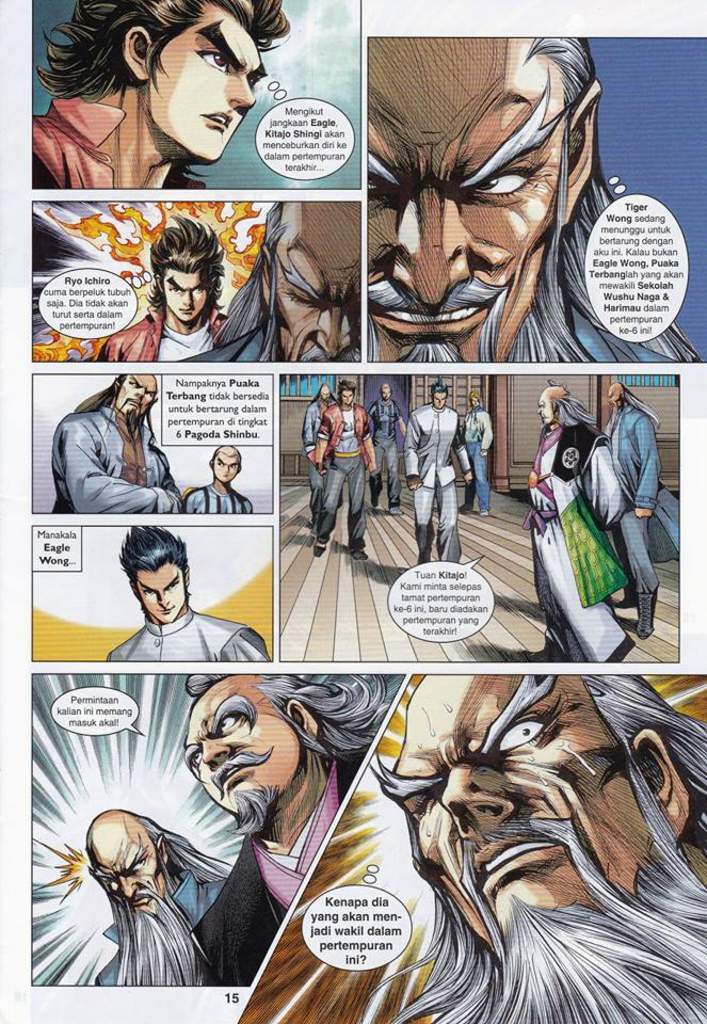 Mengikut
jangkaan Eagle,
Kitajo Shingi akan
menceburkan diri ke
dalam pertempuran
terakhir...
Tiger
Wong sedang
menunggu untuk
bertarung dengan
aku ini. Kalau bukan
Eagle Wong, Puaka
Terbanglah yang akan
mewakili Sekolah
Wushu Naga &
Harimau dalam
pertempuran
ke-6 ini!
Ryo Ichiro
cuma berpeluk tubuh
saja. Dia tidak akan
turut serta dalam
pertempuran!
Nampaknya Puaka
Terbang tidak bersedia
untuk bertarung dalam
pertempuran di tingkat
6 Pagoda Shinbu.
Manakala
Eagle
Wong...
Tuan Kitajo!
Kami minta selepas
tamat pertempuran
ke-6 ini, baru diadakan
pertempuran yang
terakhir!
Permintaan
kalian ini memang
masuk akal!
Kenapa dia
yang akan men-
jadi wakil dalam
pertempuran
ini?
15